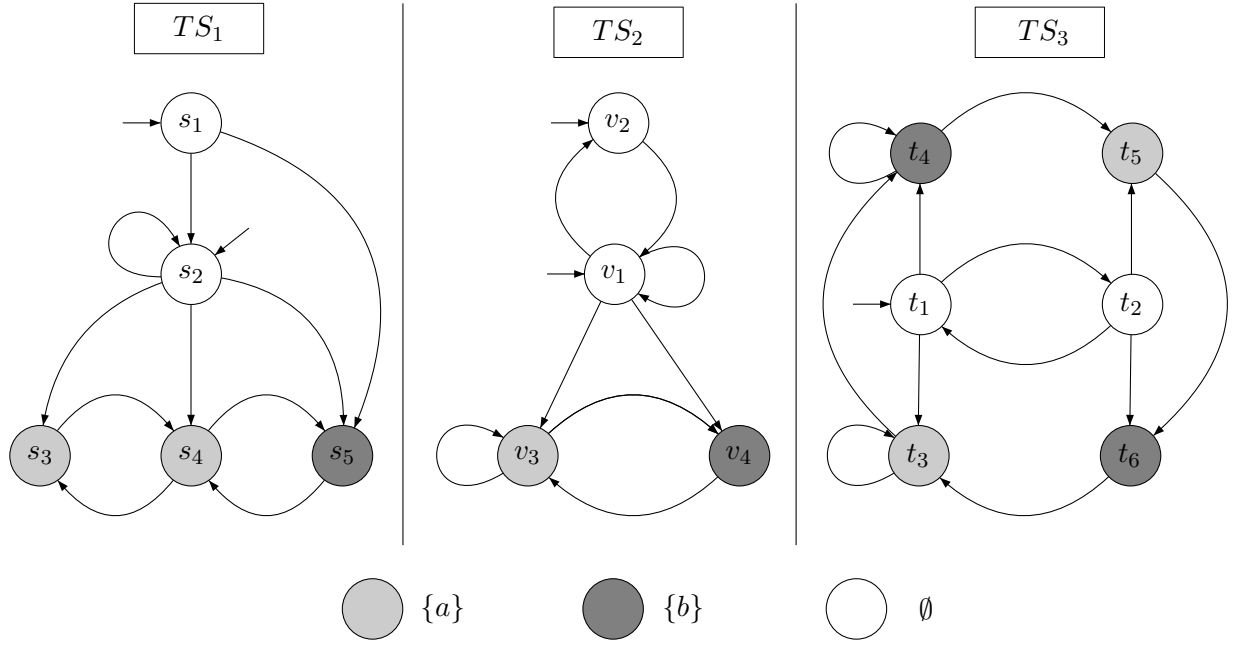 TS₁ TS₂ TS₃
s₁ v₂ t₄ t₅
s₂ v₁ t₁ t₂
s₃ s₄ s₅ v₃ v₄ t₃ t₆
{a} {b} ∅